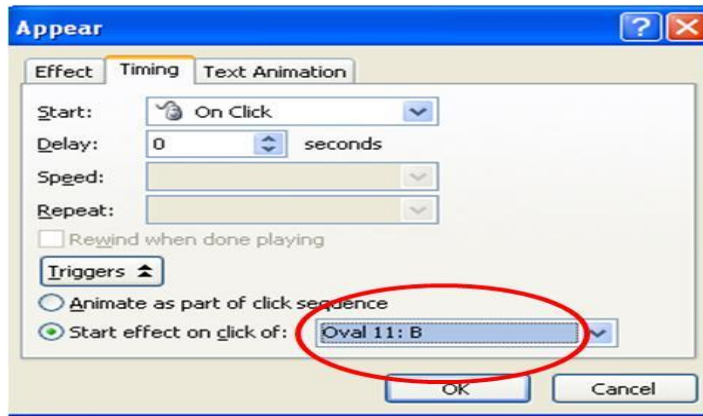 Appear
Effect Timing Text Animation
Start: On Click
Delay: 0 seconds
Speed:
Repeat:
Rewind when done playing
Triggers
Animate as part of click sequence
Start effect on click of: Oval 11: B
OK Cancel